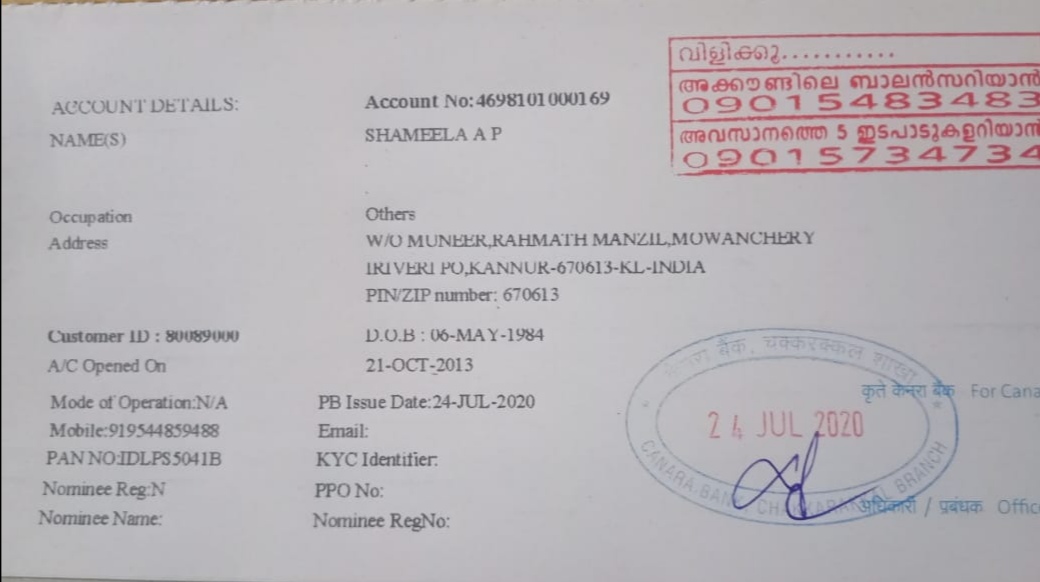 വിളിക്കൂ...........
അക്കൗണ്ടിലെ ബാലൻസറിയാൻ
09015483483
അവസാനത്തെ 5 ഇടപാടുകളറിയാൻ
09015734734
ACCOUNT DETAILS: Account No:4698101000169
NAME(S) SHAMEELA A P
Occupation Others
Address W/O MUNEER,RAHMATH MANZIL,MOWANCHERY
IRIVERI PO,KANNUR-670613-KL-INDIA
PIN/ZIP number: 670613
Customer ID : 80089000 D.O.B : 06-MAY-1984
A/C Opened On 21-OCT-2013
Mode of Operation:N/A PB Issue Date:24-JUL-2020
Mobile:919544859488 Email:
PAN NO:IDLPS5041B KYC Identifier:
Nominee Reg:N PPO No:
Nominee Name: Nominee RegNo:
केनरा बैंक, चक्करक्कल शाखा
24 JUL 2020
CANARA BANK, CHAKKARAKKAL BRANCH
कृते केनरा बैंक For Cana
अधिकारी / प्रबंधक Office